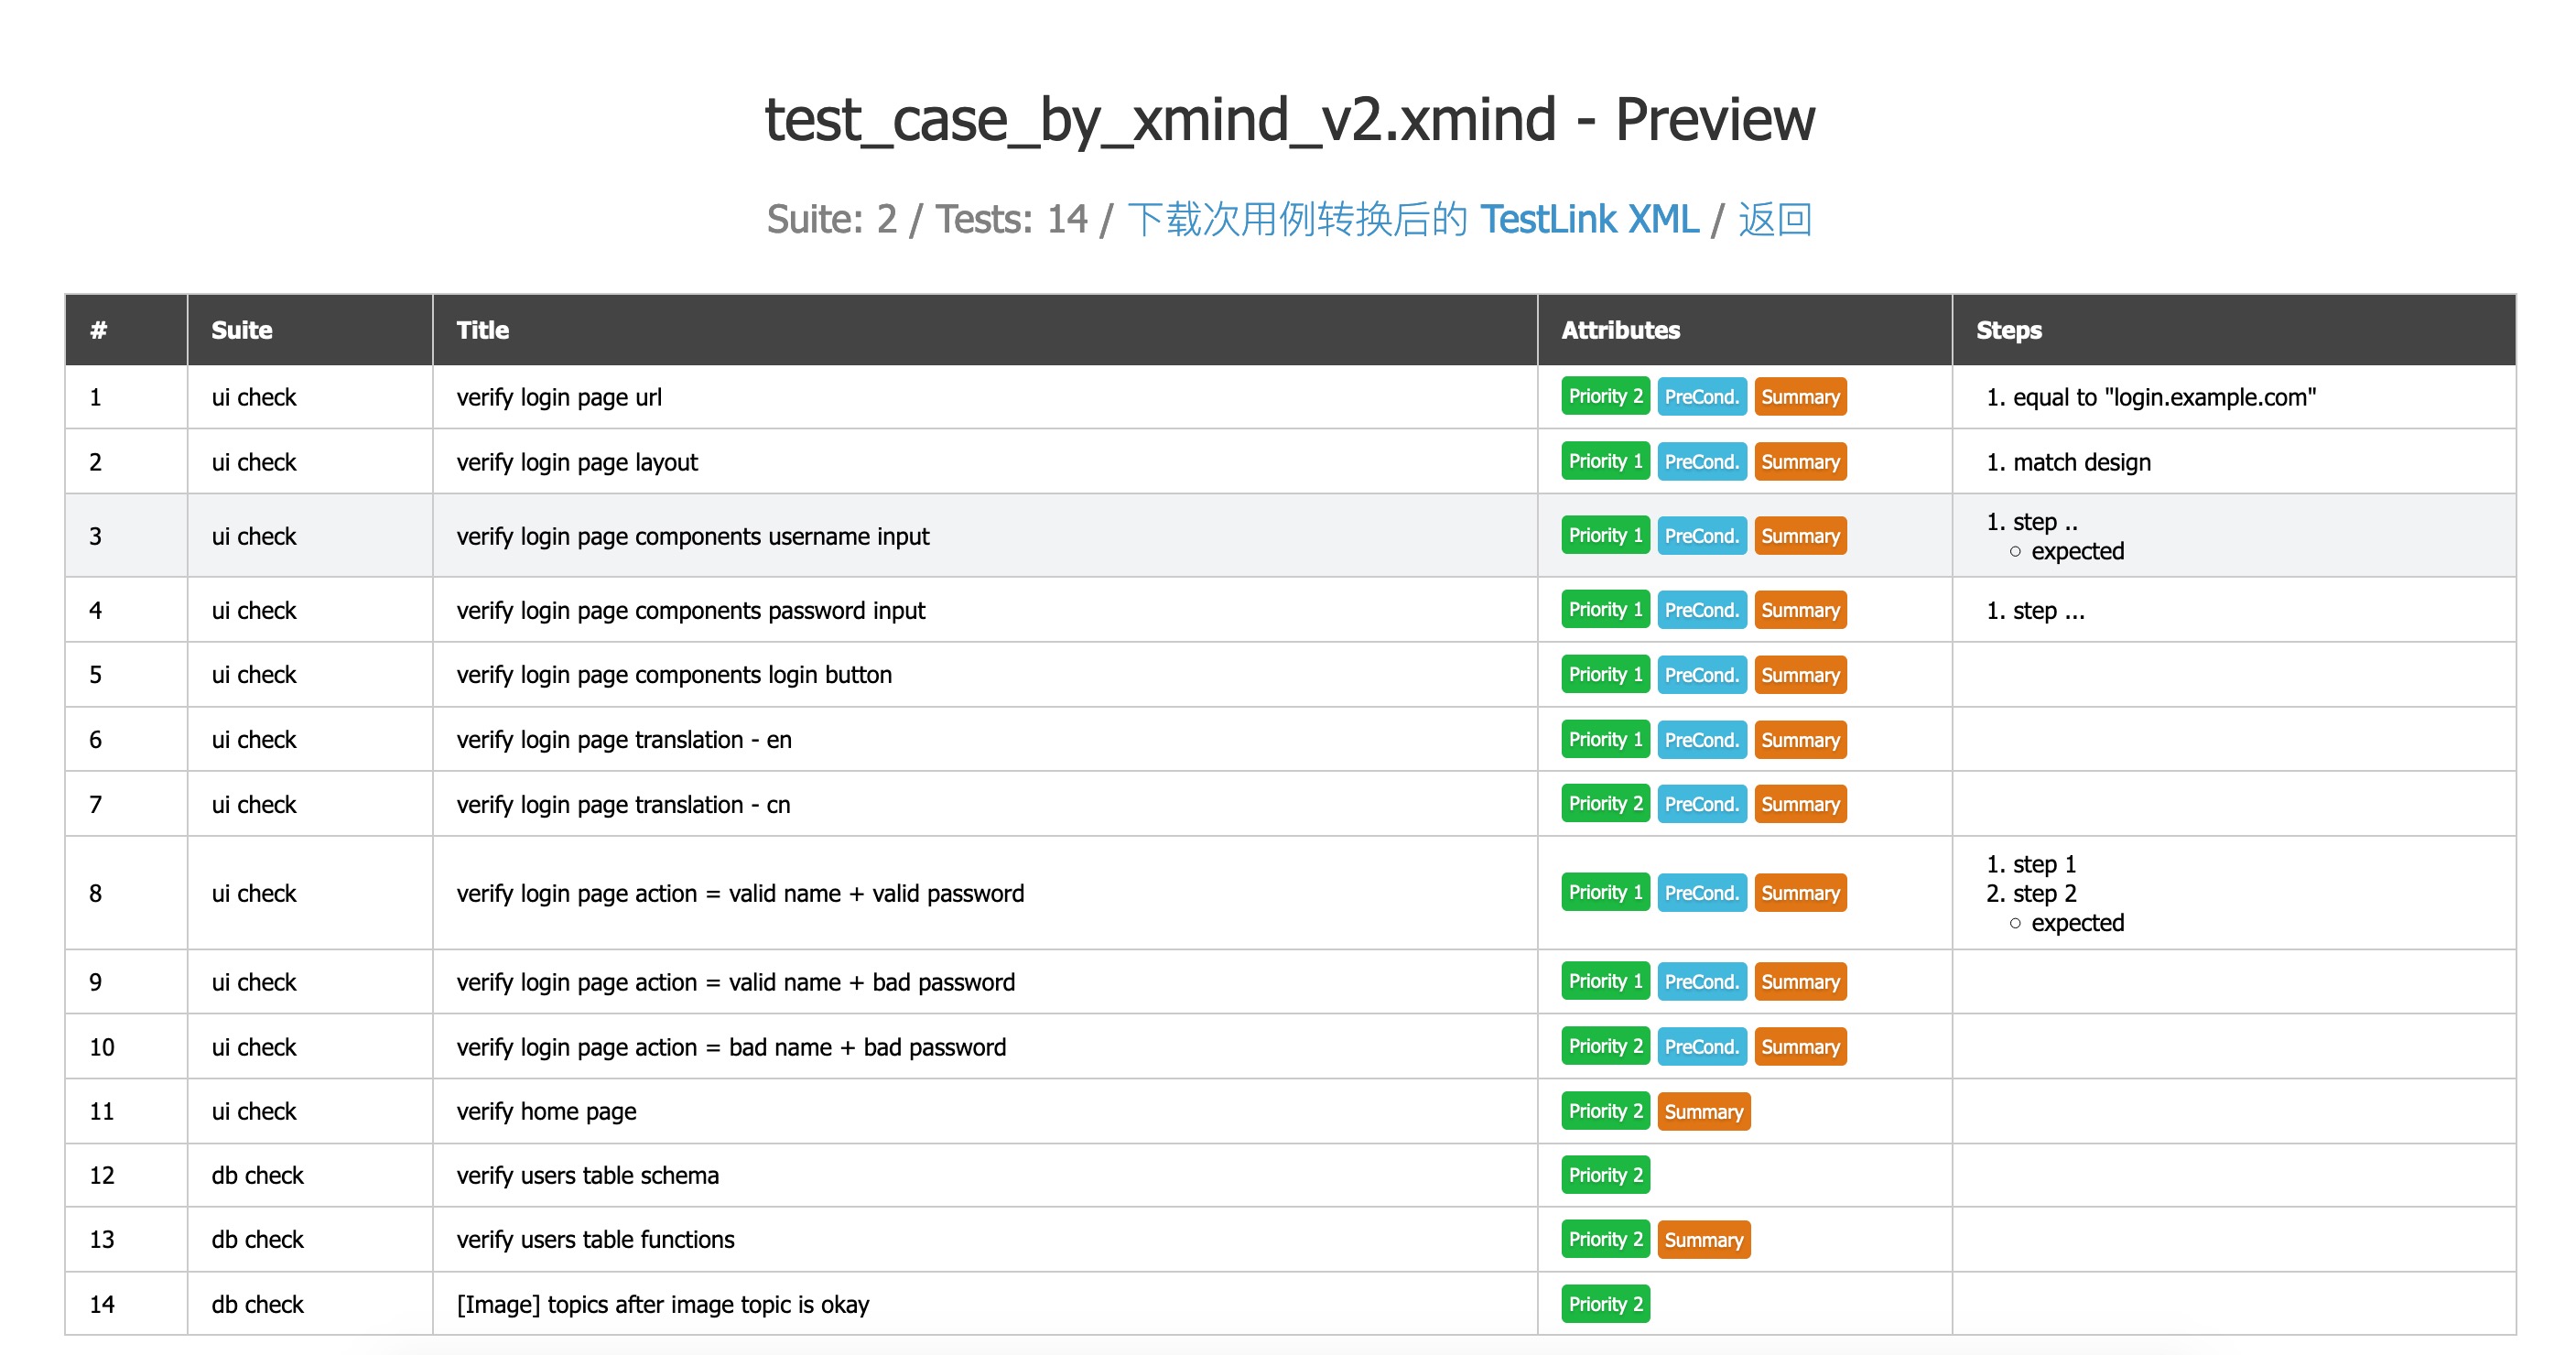 test_case_by_xmind_v2.xmind - Preview
Suite: 2 / Tests: 14 / 下载次用例转换后的 TestLink XML / 返回
# Suite Title Attributes Steps
1 ui check verify login page url Priority 2 PreCond. Summary 1. equal to "login.example.com"
2 ui check verify login page layout Priority 1 PreCond. Summary 1. match design
3 ui check verify login page components username input Priority 1 PreCond. Summary 1. step ..
○ expected
4 ui check verify login page components password input Priority 1 PreCond. Summary 1. step ...
5 ui check verify login page components login button Priority 1 PreCond. Summary
6 ui check verify login page translation - en Priority 1 PreCond. Summary
7 ui check verify login page translation - cn Priority 2 PreCond. Summary
8 ui check verify login page action = valid name + valid password Priority 1 PreCond. Summary 1. step 1
2. step 2
○ expected
9 ui check verify login page action = valid name + bad password Priority 1 PreCond. Summary
10 ui check verify login page action = bad name + bad password Priority 2 PreCond. Summary
11 ui check verify home page Priority 2 Summary
12 db check verify users table schema Priority 2
13 db check verify users table functions Priority 2 Summary
14 db check [Image] topics after image topic is okay Priority 2